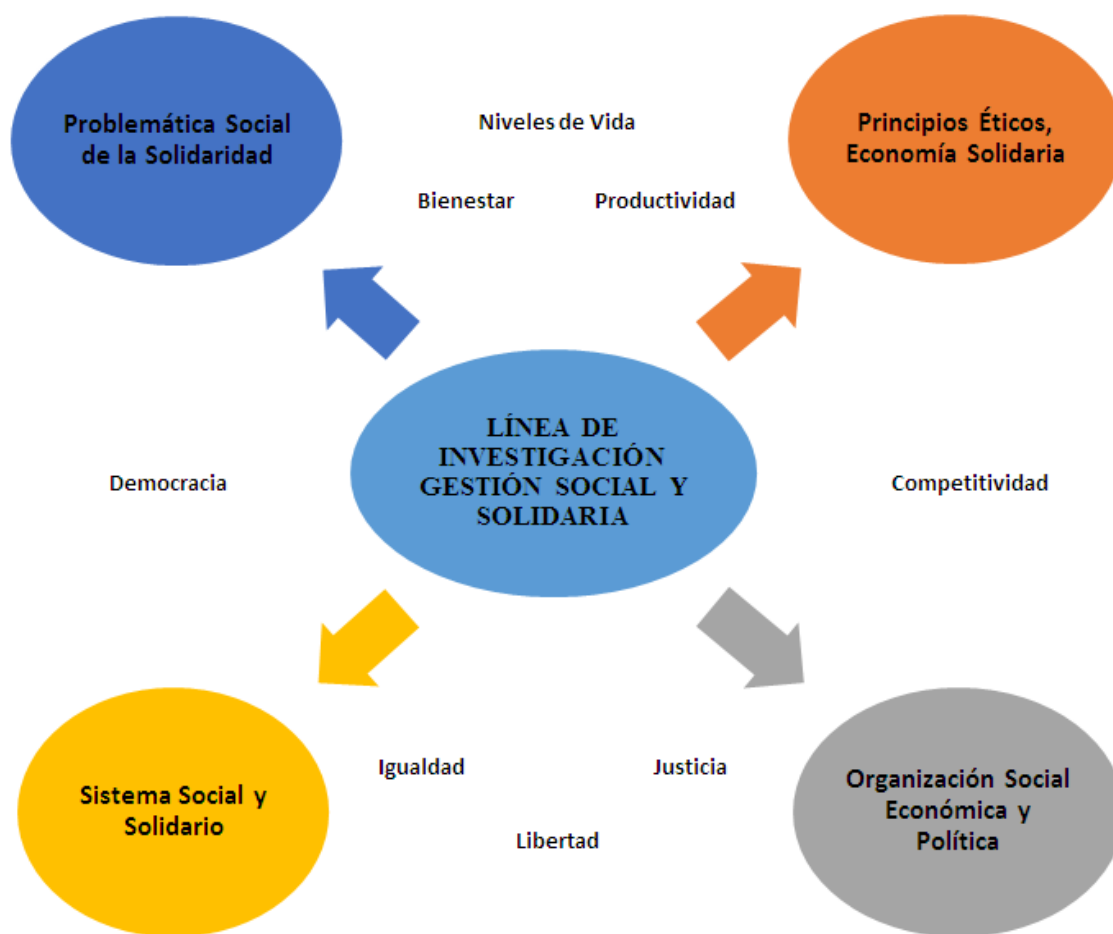 Problemática Social
de la Solidaridad
Niveles de Vida
Bienestar
Productividad
Principios Éticos,
Economía Solidaria
LÍNEA DE
INVESTIGACIÓN
GESTIÓN SOCIAL Y
SOLIDARIA
Democracia
Competitividad
Sistema Social y
Solidario
Igualdad
Justicia
Libertad
Organización Social
Económica y
Política